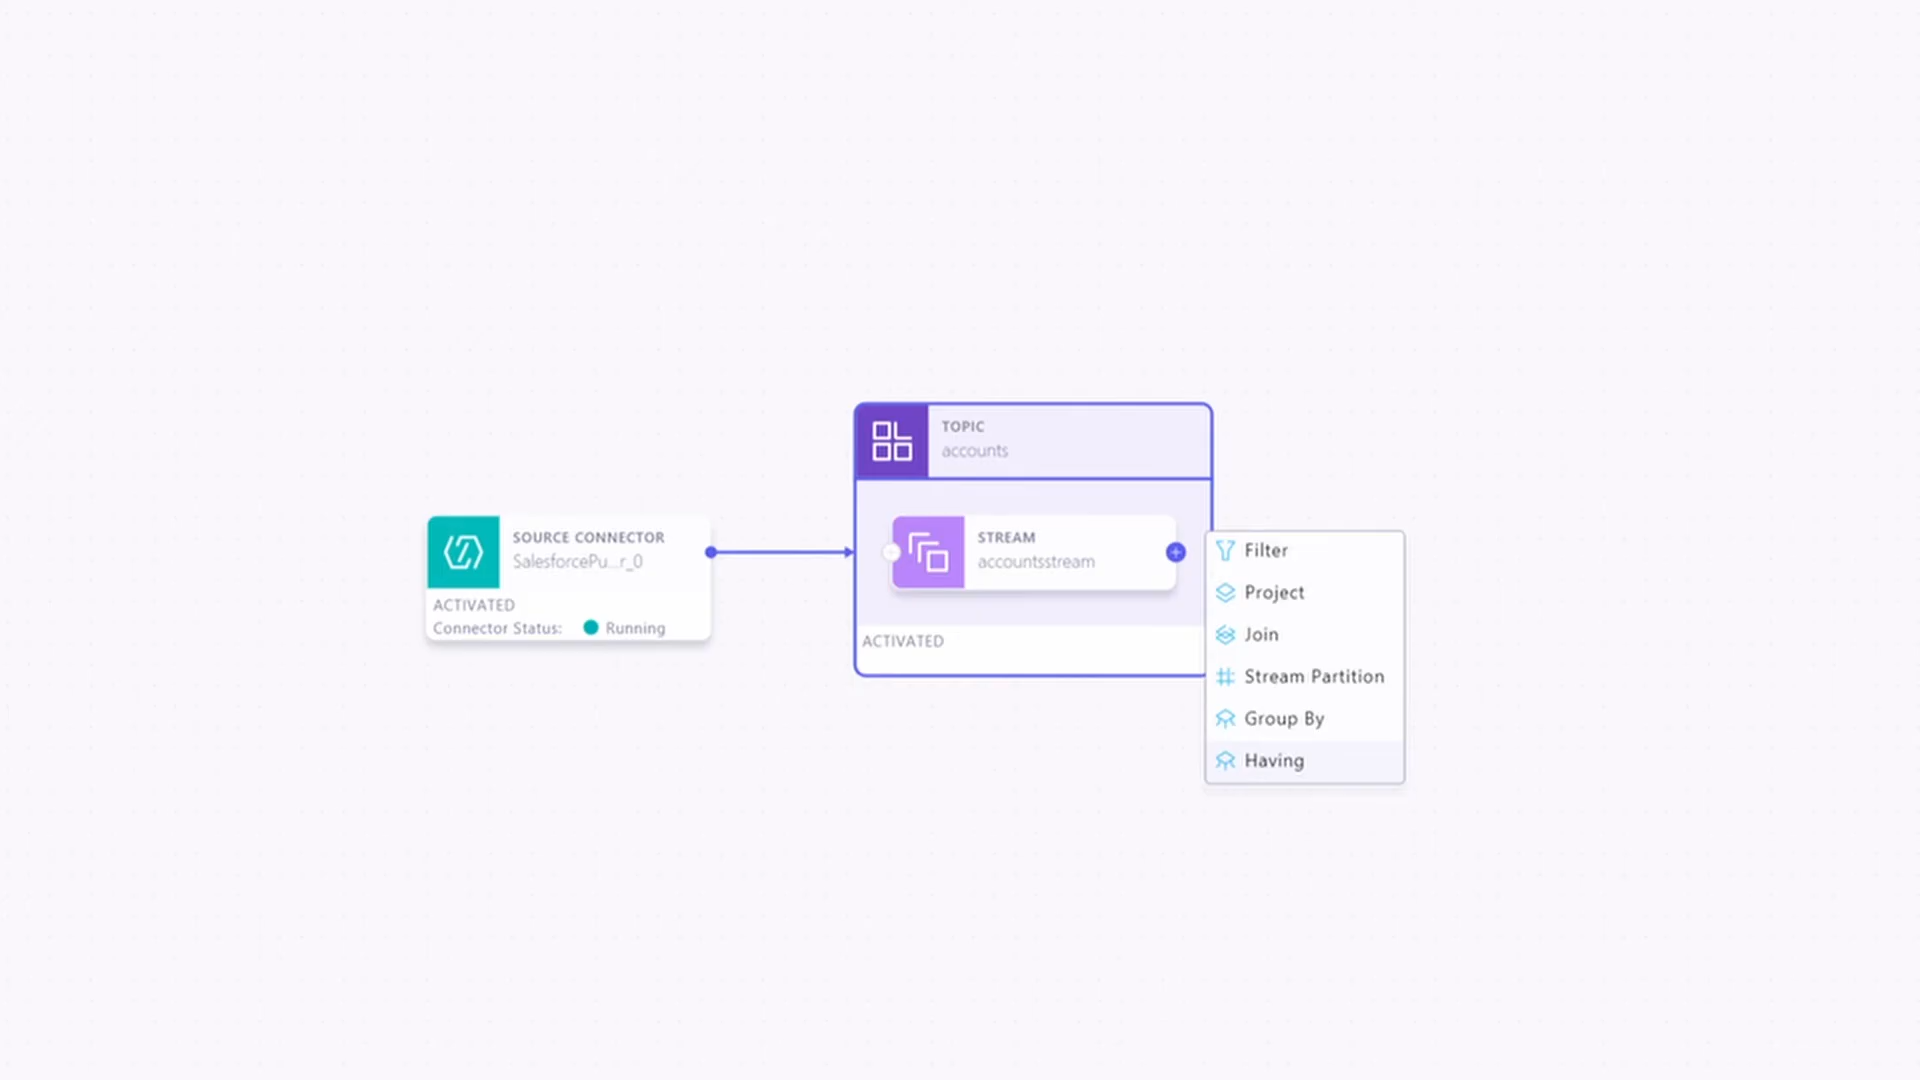 SOURCE CONNECTOR
SalesforcePu...r_0
ACTIVATED
Connector Status: Running
TOPIC
accounts
STREAM
accountsstream
ACTIVATED
Filter
Project
Join
Stream Partition
Group By
Having